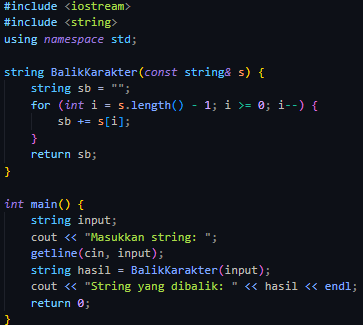 #include <iostream>
#include <string>
using namespace std;

string BalikKarakter(const string& s) {
    string sb = "";
    for (int i = s.length() - 1; i >= 0; i--) {
        sb += s[i];
    }
    return sb;
}

int main() {
    string input;
    cout << "Masukkan string: ";
    getline(cin, input);
    string hasil = BalikKarakter(input);
    cout << "String yang dibalik: " << hasil << endl;
    return 0;
}